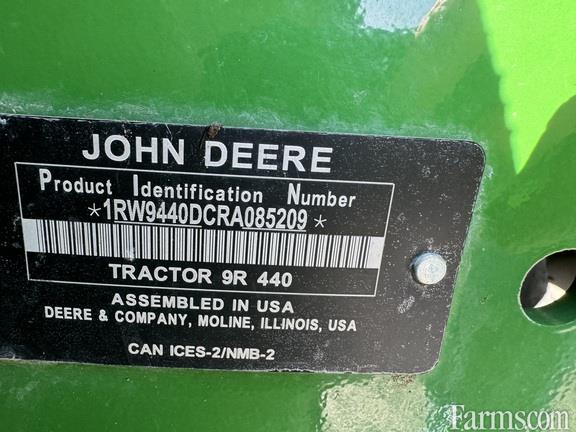 JOHN DEERE
Product Identification Number
*1RW9440DCRA085209*
TRACTOR 9R 440
ASSEMBLED IN USA
DEERE & COMPANY, MOLINE, ILLINOIS, USA
CAN ICES-2/NMB-2
Farms.com